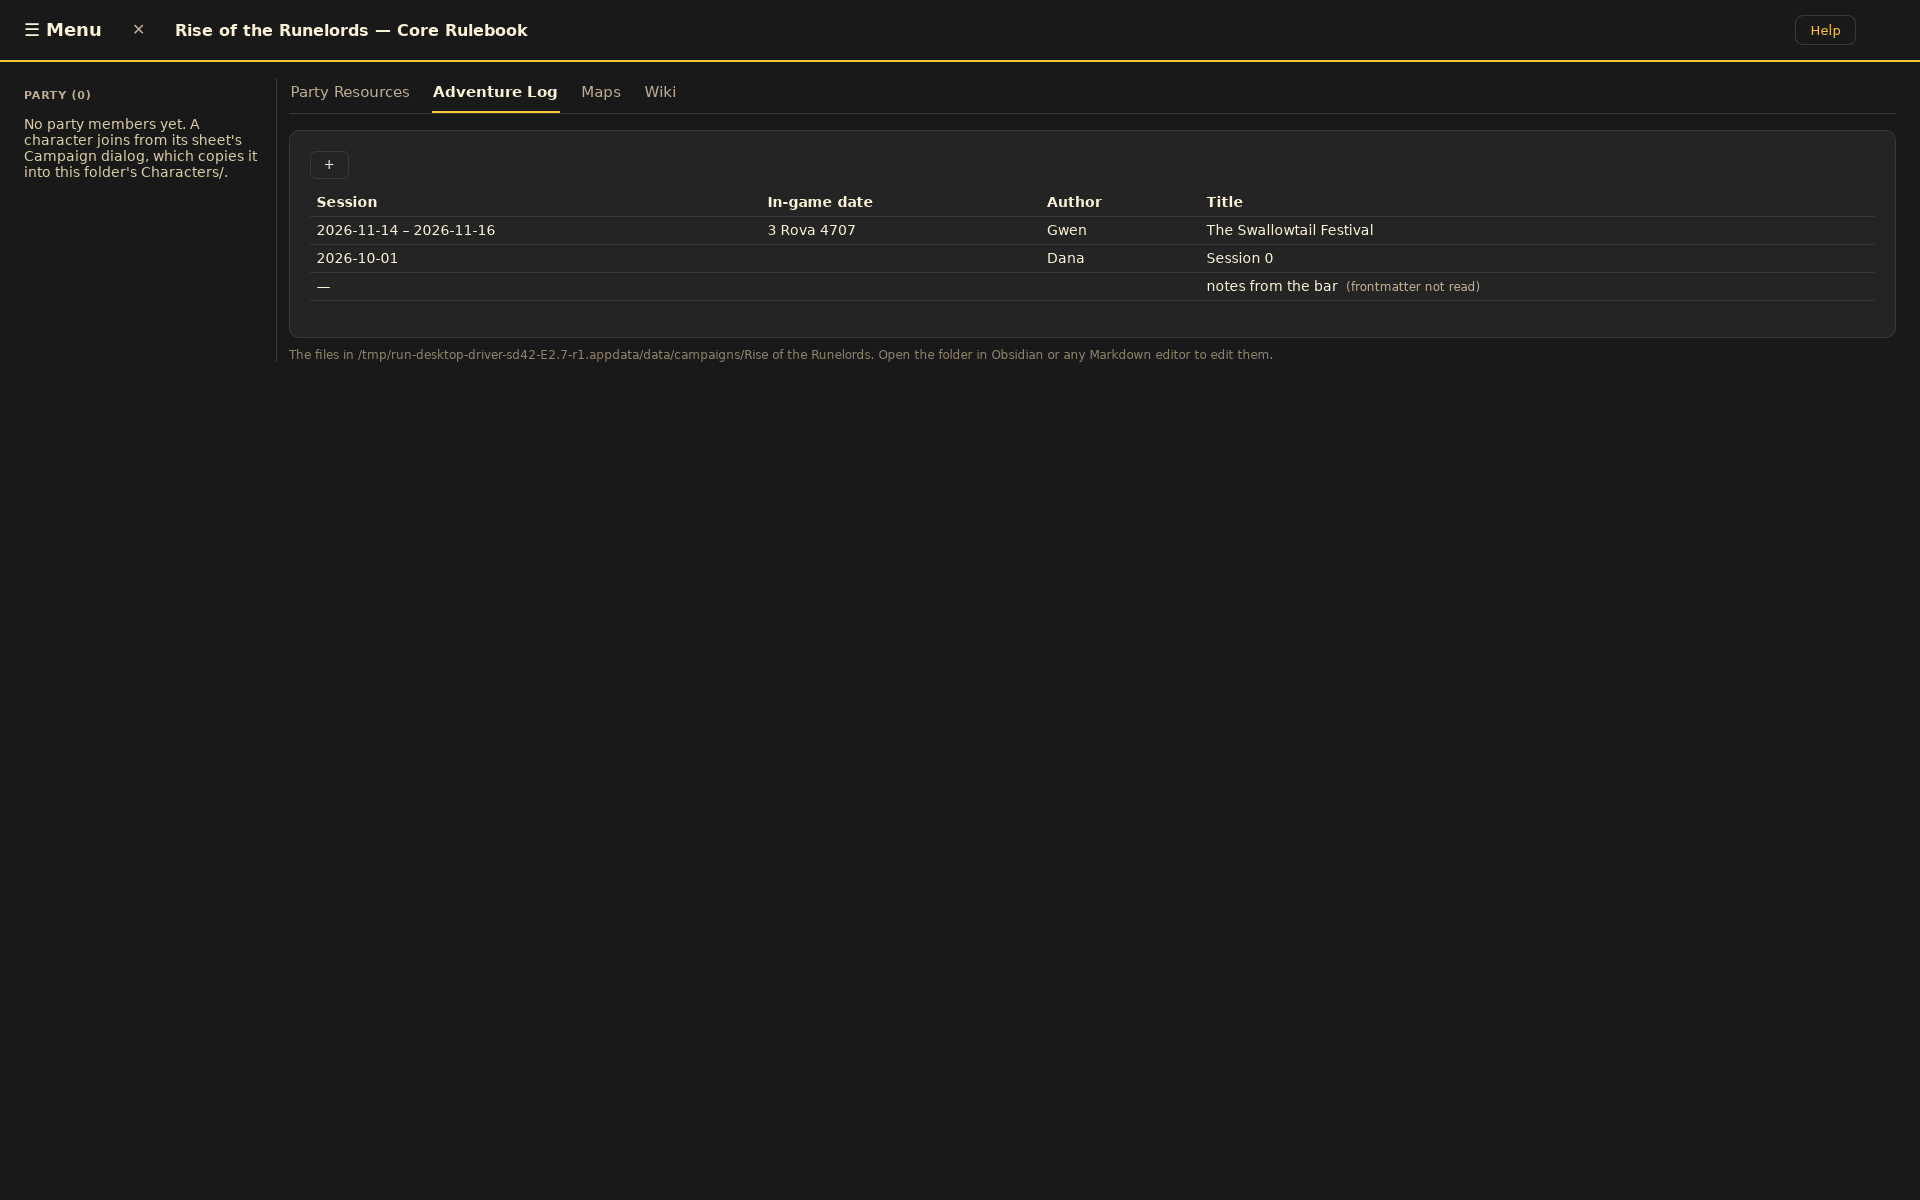 ☰ Menu ✕ Rise of the Runelords — Core Rulebook Help
PARTY (0)
No party members yet. A
character joins from its sheet's
Campaign dialog, which copies it
into this folder's Characters/.
Party Resources Adventure Log Maps Wiki
+
Session In-game date Author Title
2026-11-14 – 2026-11-16 3 Rova 4707 Gwen The Swallowtail Festival
2026-10-01 Dana Session 0
— notes from the bar (frontmatter not read)
The files in /tmp/run-desktop-driver-sd42-E2.7-r1.appdata/data/campaigns/Rise of the Runelords. Open the folder in Obsidian or any Markdown editor to edit them.